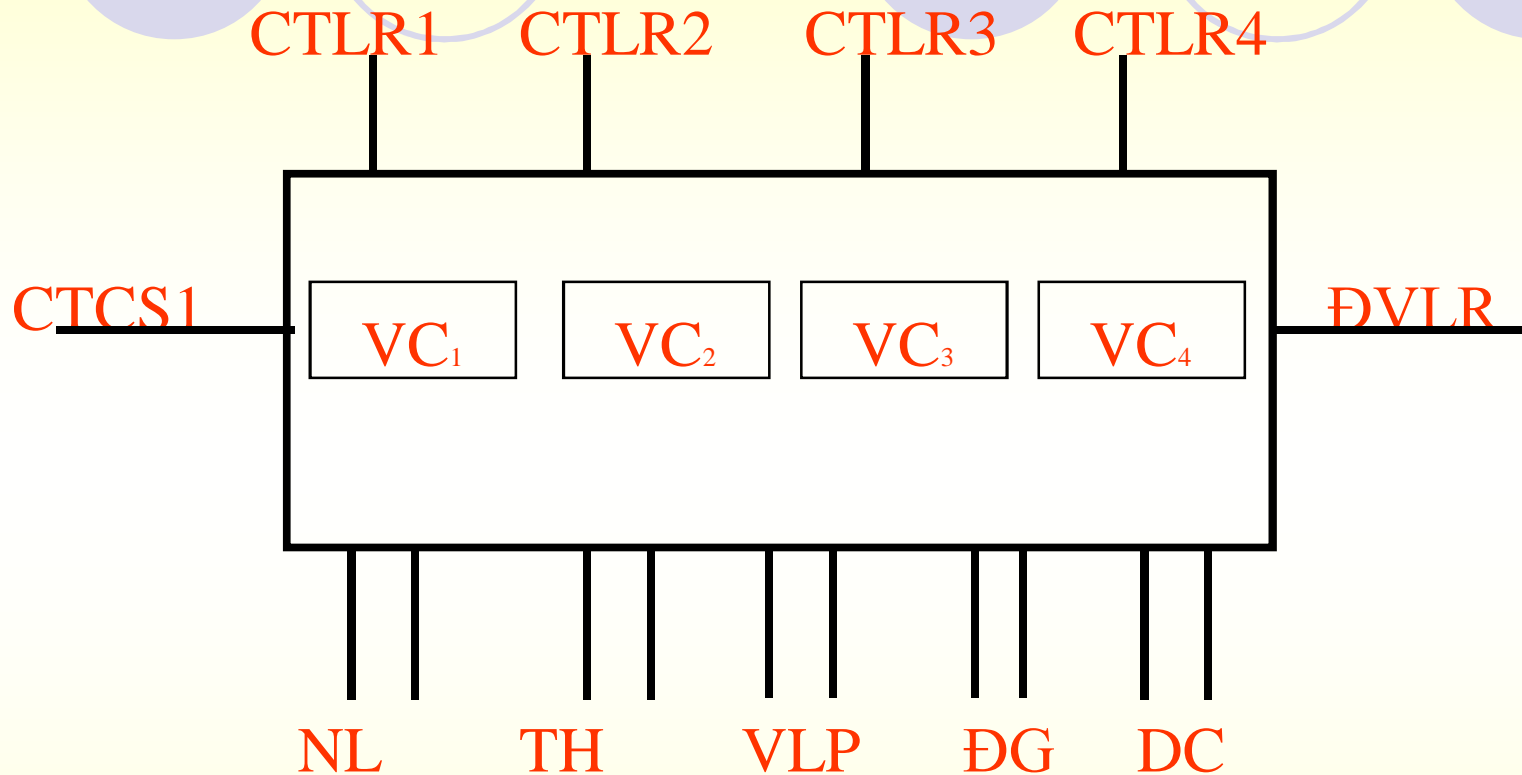 CTLR1 CTLR2 CTLR3 CTLR4
CTCS1 ĐVLR
VC1 VC2 VC3 VC4
NL TH VLP ĐG DC